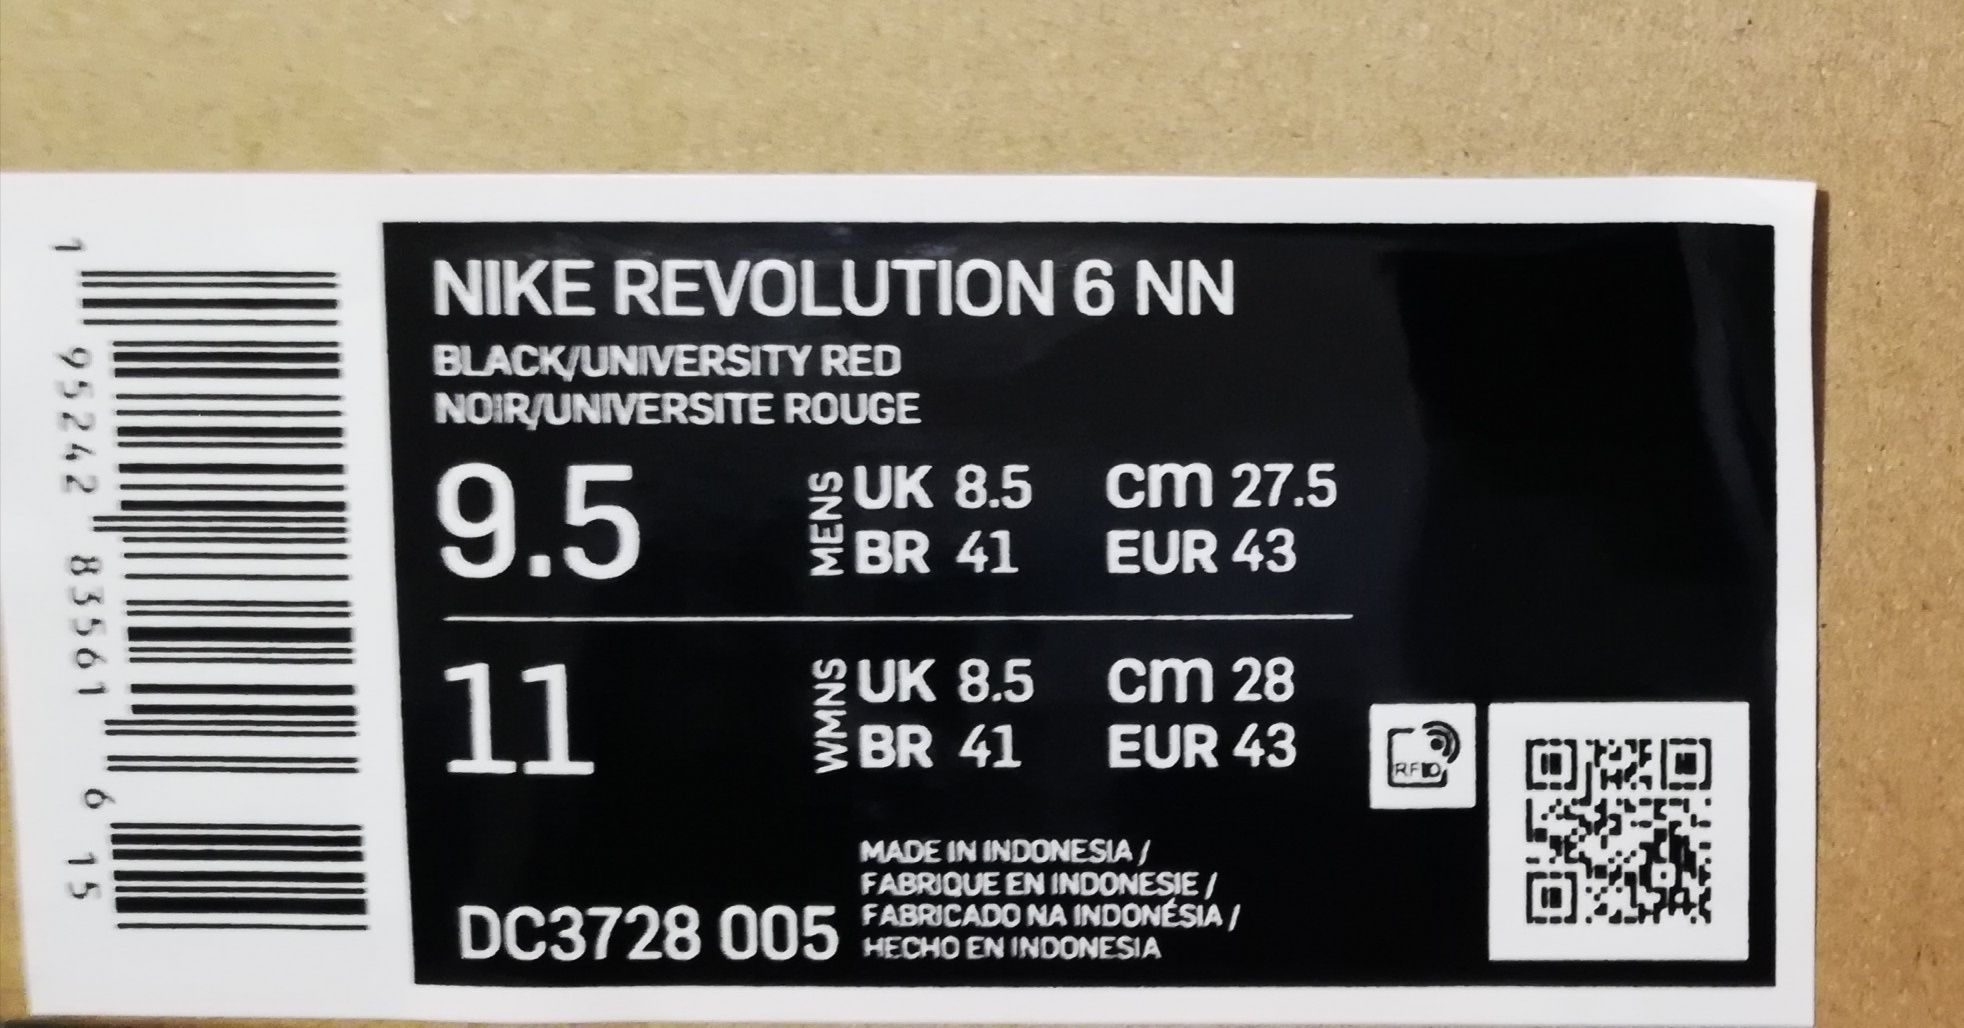 NIKE REVOLUTION 6 NN
BLACK/UNIVERSITY RED
NOIR/UNIVERSITE ROUGE
9.5
MENS
UK 8.5 cm 27.5
BR 41 EUR 43
11
WMNS
UK 8.5 cm 28
BR 41 EUR 43
RFID
DC3728 005
MADE IN INDONESIA /
FABRIQUE EN INDONESIE /
FABRICADO NA INDONÉSIA /
HECHO EN INDONESIA
1 95242 83561 6 15